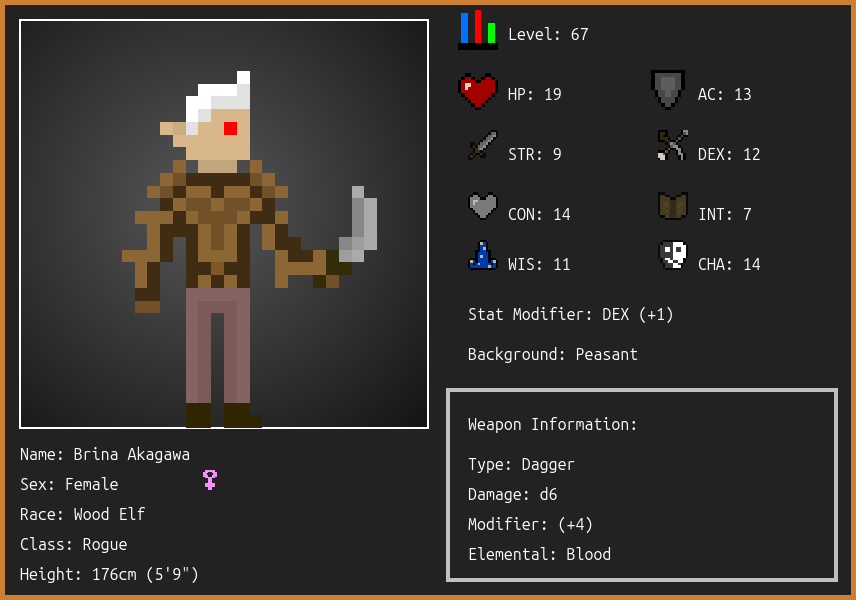 Level: 67
HP: 19
AC: 13
STR: 9
DEX: 12
CON: 14
INT: 7
WIS: 11
CHA: 14
Stat Modifier: DEX (+1)
Background: Peasant
Weapon Information:
Type: Dagger
Damage: d6
Modifier: (+4)
Elemental: Blood
Name: Brina Akagawa
Sex: Female
Race: Wood Elf
Class: Rogue
Height: 176cm (5'9")